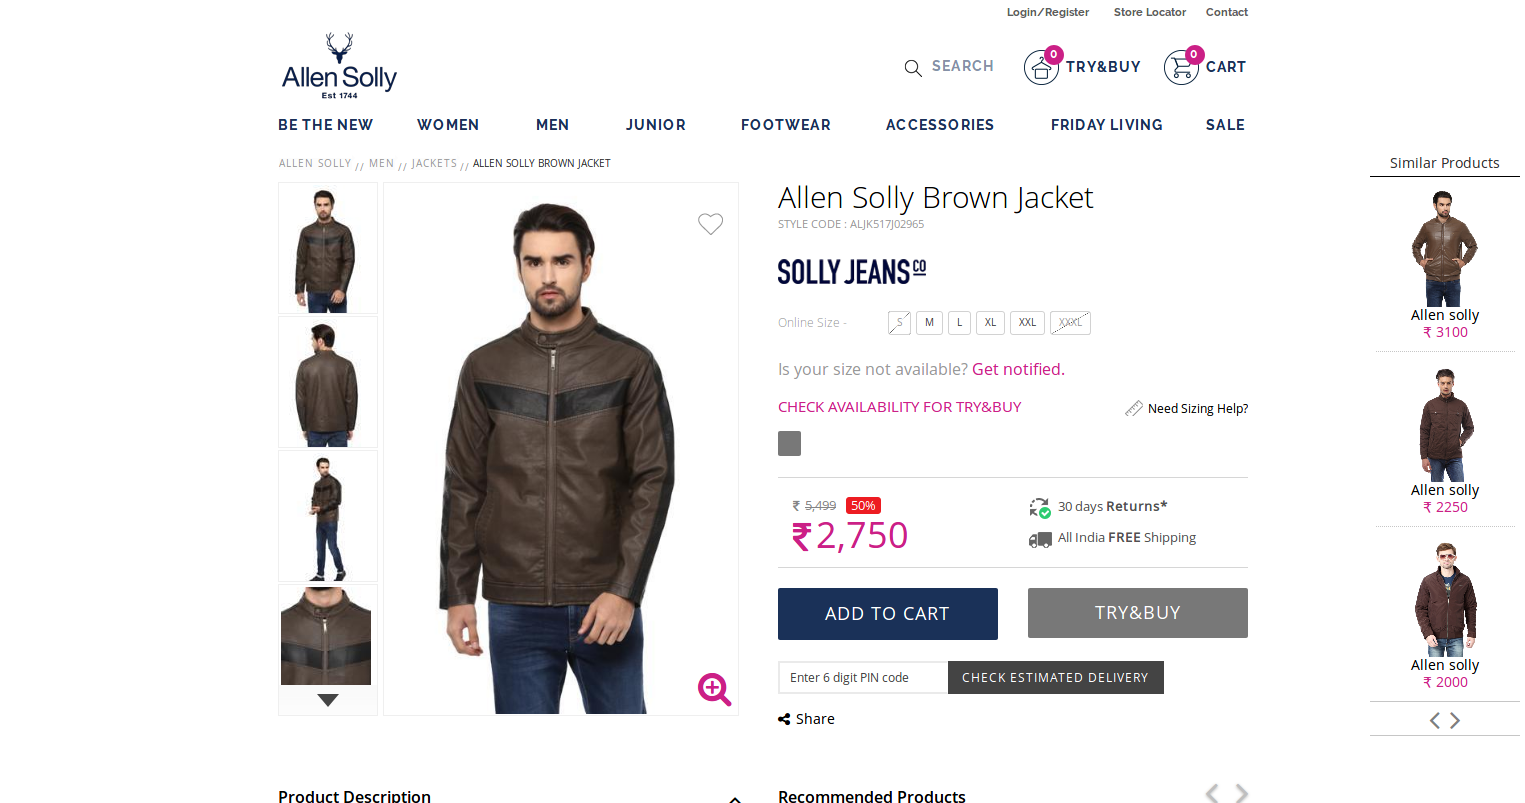 Login/Register Store Locator Contact
Allen Solly
Est 1744
SEARCH 0 TRY&BUY 0 CART
BE THE NEW WOMEN MEN JUNIOR FOOTWEAR ACCESSORIES FRIDAY LIVING SALE
ALLEN SOLLY // MEN // JACKETS // ALLEN SOLLY BROWN JACKET
Allen Solly Brown Jacket
STYLE CODE : ALJK517J02965
SOLLY JEANS CO
Online Size - S M L XL XXL XXXL
Is your size not available? Get notified.
CHECK AVAILABILITY FOR TRY&BUY
Need Sizing Help?
₹ 5,499 50%
₹2,750
30 days Returns*
All India FREE Shipping
ADD TO CART TRY&BUY
Enter 6 digit PIN code CHECK ESTIMATED DELIVERY
Share
Product Description
Recommended Products
Similar Products
Allen solly
₹ 3100
Allen solly
₹ 2250
Allen solly
₹ 2000